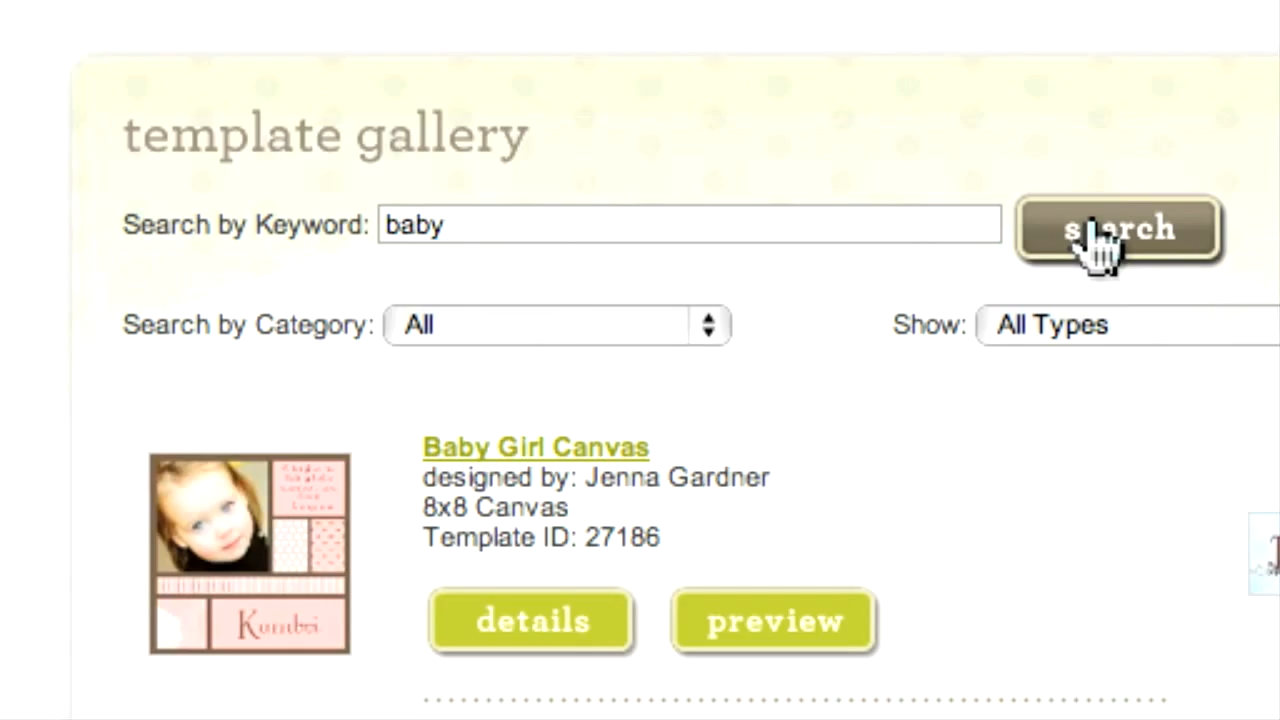 template gallery
Search by Keyword: baby search
Search by Category: All Show: All Types
Baby Girl Canvas
designed by: Jenna Gardner
8x8 Canvas
Template ID: 27186
details preview